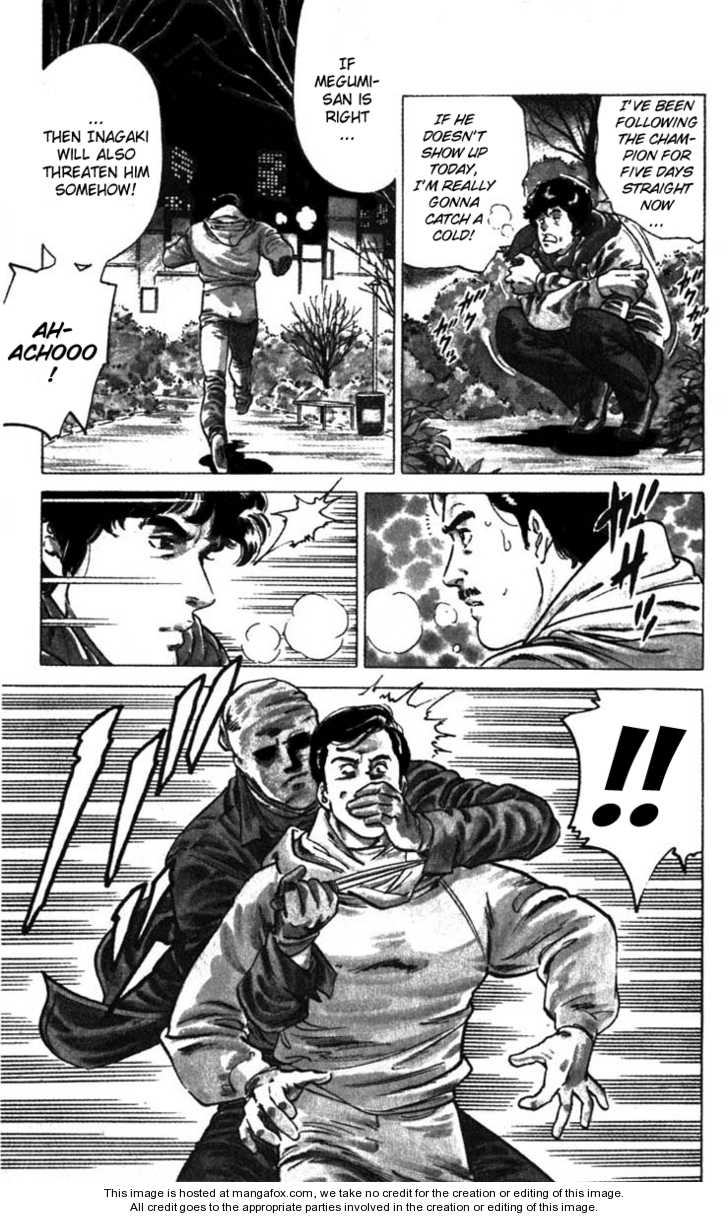 I'VE BEEN
FOLLOWING
THE CHAM-
PION FOR
FIVE DAYS
STRAIGHT
NOW
...
IF HE
DOESN'T
SHOW UP
TODAY,
I'M REALLY
GONNA
CATCH A
COLD!
IF
MEGUMI-
SAN IS
RIGHT
...
...
THEN INAGAKI
WILL ALSO
THREATEN HIM
SOMEHOW!
AH-
ACHOOO
!
ガサッ
!!
This image is hosted at mangafox.com, we take no credit for the creation or editing of this image.
All credit goes to the appropriate parties involved in the creation or editing of this image.